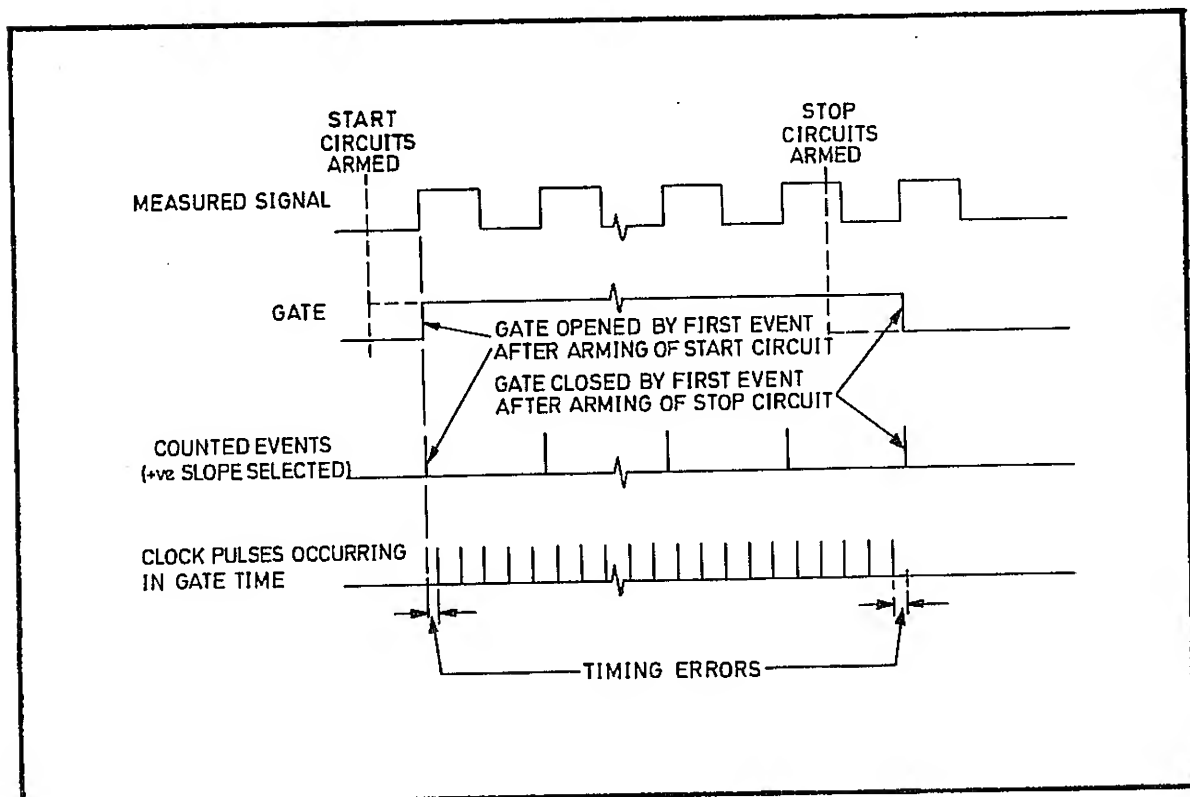 START
CIRCUITS
ARMED
STOP
CIRCUITS
ARMED
MEASURED SIGNAL
GATE
GATE OPENED BY FIRST EVENT
AFTER ARMING OF START CIRCUIT
GATE CLOSED BY FIRST EVENT
AFTER ARMING OF STOP CIRCUIT
COUNTED EVENTS
(+ve SLOPE SELECTED)
CLOCK PULSES OCCURRING
IN GATE TIME
TIMING ERRORS